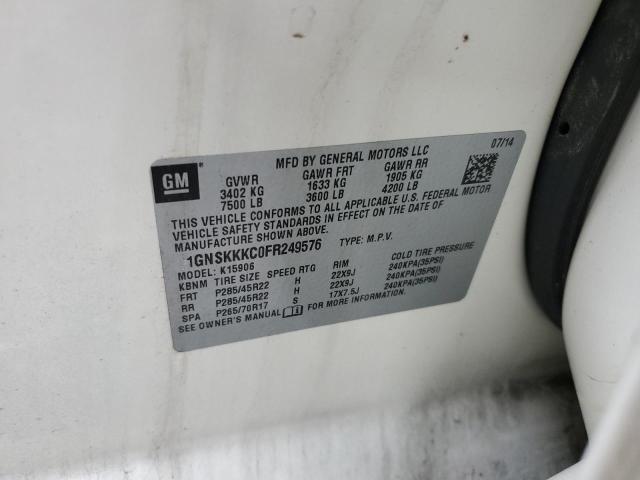 GM
MFD BY GENERAL MOTORS LLC 07/14
GVWR GAWR FRT GAWR RR
3402 KG 1633 KG 1905 KG
7500 LB 3600 LB 4200 LB
THIS VEHICLE CONFORMS TO ALL APPLICABLE U.S. FEDERAL MOTOR
VEHICLE SAFETY STANDARDS IN EFFECT ON THE DATE OF
MANUFACTURE SHOWN ABOVE.
1GNSKKKC0FR249576 TYPE: M.P.V.
MODEL: K15906
KBNM TIRE SIZE SPEED RTG RIM COLD TIRE PRESSURE
FRT P285/45R22 H 22X9J 240KPA(35PSI)
RR P285/45R22 H 22X9J 240KPA(35PSI)
SPA P265/70R17 S 17X7.5J 240KPA(35PSI)
SEE OWNER'S MANUAL FOR MORE INFORMATION.